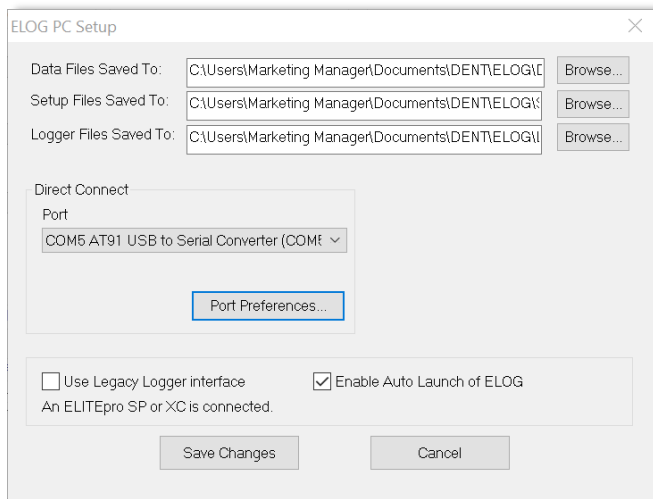 ELOG PC Setup
Data Files Saved To: C:\Users\Marketing Manager\Documents\DENT\ELOG\D Browse...
Setup Files Saved To: C:\Users\Marketing Manager\Documents\DENT\ELOG\S Browse...
Logger Files Saved To: C:\Users\Marketing Manager\Documents\DENT\ELOG\L Browse...
Direct Connect
Port
COM5 AT91 USB to Serial Converter (COM5
Port Preferences...
Use Legacy Logger interface Enable Auto Launch of ELOG
An ELITEpro SP or XC is connected.
Save Changes Cancel